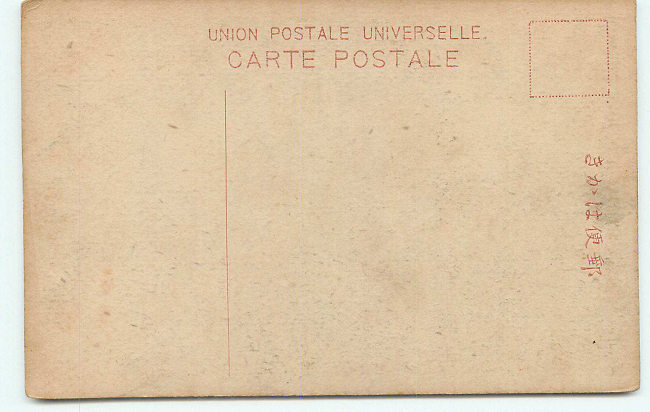 UNION POSTALE UNIVERSELLE.
CARTE POSTALE
きかは便郵